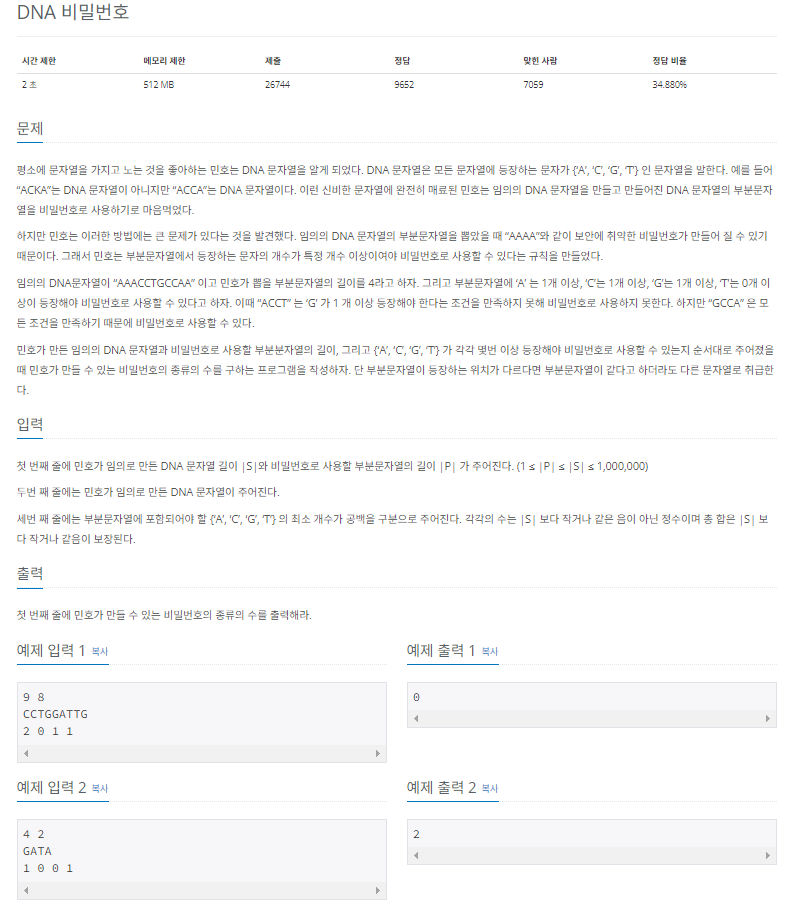 DNA 비밀번호
시간 제한 메모리 제한 제출 정답 맞힌 사람 정답 비율
2 초 512 MB 26744 9652 7059 34.880%
문제
평소에 문자열을 가지고 노는 것을 좋아하는 민호는 DNA 문자열을 알게 되었다. DNA 문자열은 모든 문자열에 등장하는 문자가 {‘A’, ‘C’, ‘G’, ‘T’} 인 문자열을 말한다. 예를 들어
“ACKA”는 DNA 문자열이 아니지만 “ACCA”는 DNA 문자열이다. 이런 신비한 문자열에 완전히 매료된 민호는 임의의 DNA 문자열을 만들고 만들어진 DNA 문자열의 부분문자
열을 비밀번호로 사용하기로 마음먹었다.
하지만 민호는 이러한 방법에는 큰 문제가 있다는 것을 발견했다. 임의의 DNA 문자열의 부분문자열을 뽑았을 때 “AAAA”와 같이 보안에 취약한 비밀번호가 만들어 질 수 있기
때문이다. 그래서 민호는 부분문자열에서 등장하는 문자의 개수가 특정 개수 이상이여야 비밀번호로 사용할 수 있다는 규칙을 만들었다.
임의의 DNA문자열이 “AAACCTGCCAA” 이고 민호가 뽑을 부분문자열의 길이를 4라고 하자. 그리고 부분문자열에 ‘A’ 는 1개 이상, ‘C’는 1개 이상, ‘G’는 1개 이상, ‘T’는 0개 이
상이 등장해야 비밀번호로 사용할 수 있다고 하자. 이때 “ACCT” 는 ‘G’ 가 1 개 이상 등장해야 한다는 조건을 만족하지 못해 비밀번호로 사용하지 못한다. 하지만 “GCCA” 은 모
든 조건을 만족하기 때문에 비밀번호로 사용할 수 있다.
민호가 만든 임의의 DNA 문자열과 비밀번호로 사용할 부분분자열의 길이, 그리고 {‘A’, ‘C’, ‘G’, ‘T’} 가 각각 몇번 이상 등장해야 비밀번호로 사용할 수 있는지 순서대로 주어졌을
때 민호가 만들 수 있는 비밀번호의 종류의 수를 구하는 프로그램을 작성하자. 단 부분문자열이 등장하는 위치가 다르다면 부분문자열이 같다고 하더라도 다른 문자열로 취급한
다.
입력
첫 번째 줄에 민호가 임의로 만든 DNA 문자열 길이 |S|와 비밀번호로 사용할 부분문자열의 길이 |P| 가 주어진다. (1 ≤ |P| ≤ |S| ≤ 1,000,000)
두번 째 줄에는 민호가 임의로 만든 DNA 문자열이 주어진다.
세번 째 줄에는 부분문자열에 포함되어야 할 {‘A’, ‘C’, ‘G’, ‘T’} 의 최소 개수가 공백을 구분으로 주어진다. 각각의 수는 |S| 보다 작거나 같은 음이 아닌 정수이며 총 합은 |S| 보
다 작거나 같음이 보장된다.
출력
첫 번째 줄에 민호가 만들 수 있는 비밀번호의 종류의 수를 출력해라.
예제 입력 1 복사
9 8
CCTGGATTG
2 0 1 1
예제 출력 1 복사
0
예제 입력 2 복사
4 2
GATA
1 0 0 1
예제 출력 2 복사
2